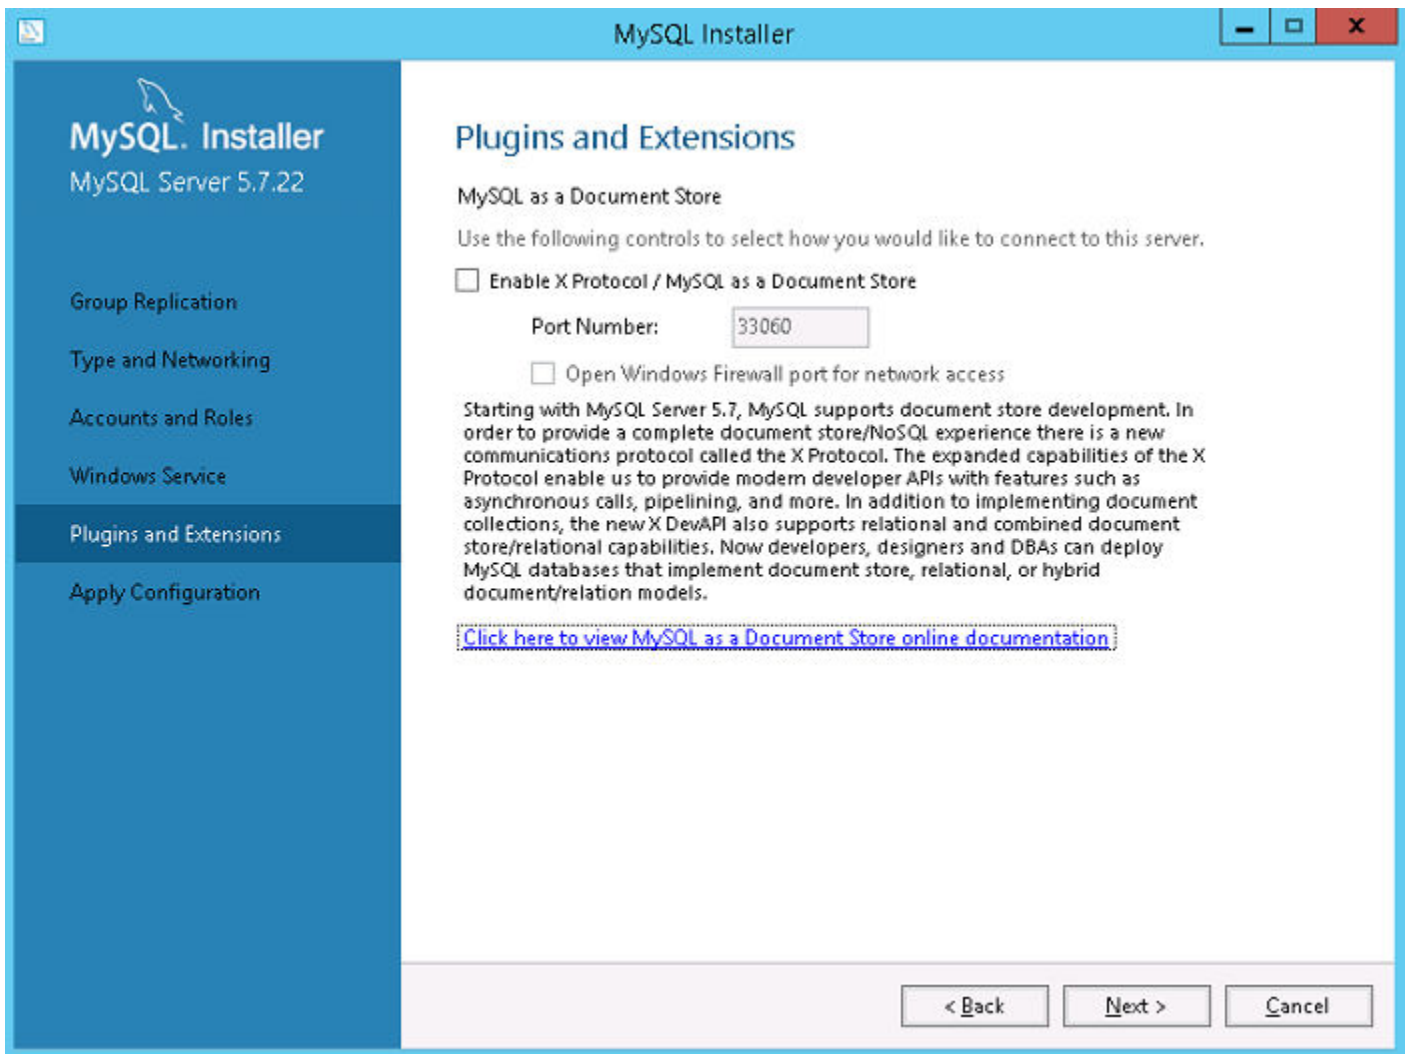 MySQL Installer
MySQL. Installer
MySQL Server 5.7.22
Group Replication
Type and Networking
Accounts and Roles
Windows Service
Plugins and Extensions
Apply Configuration
Plugins and Extensions
MySQL as a Document Store
Use the following controls to select how you would like to connect to this server.
Enable X Protocol / MySQL as a Document Store
Port Number: 33060
Open Windows Firewall port for network access
Starting with MySQL Server 5.7, MySQL supports document store development. In
order to provide a complete document store/NoSQL experience there is a new
communications protocol called the X Protocol. The expanded capabilities of the X
Protocol enable us to provide modern developer APIs with features such as
asynchronous calls, pipelining, and more. In addition to implementing document
collections, the new X DevAPI also supports relational and combined document
store/relational capabilities. Now developers, designers and DBAs can deploy
MySQL databases that implement document store, relational, or hybrid
document/relation models.
Click here to view MySQL as a Document Store online documentation
< Back Next > Cancel